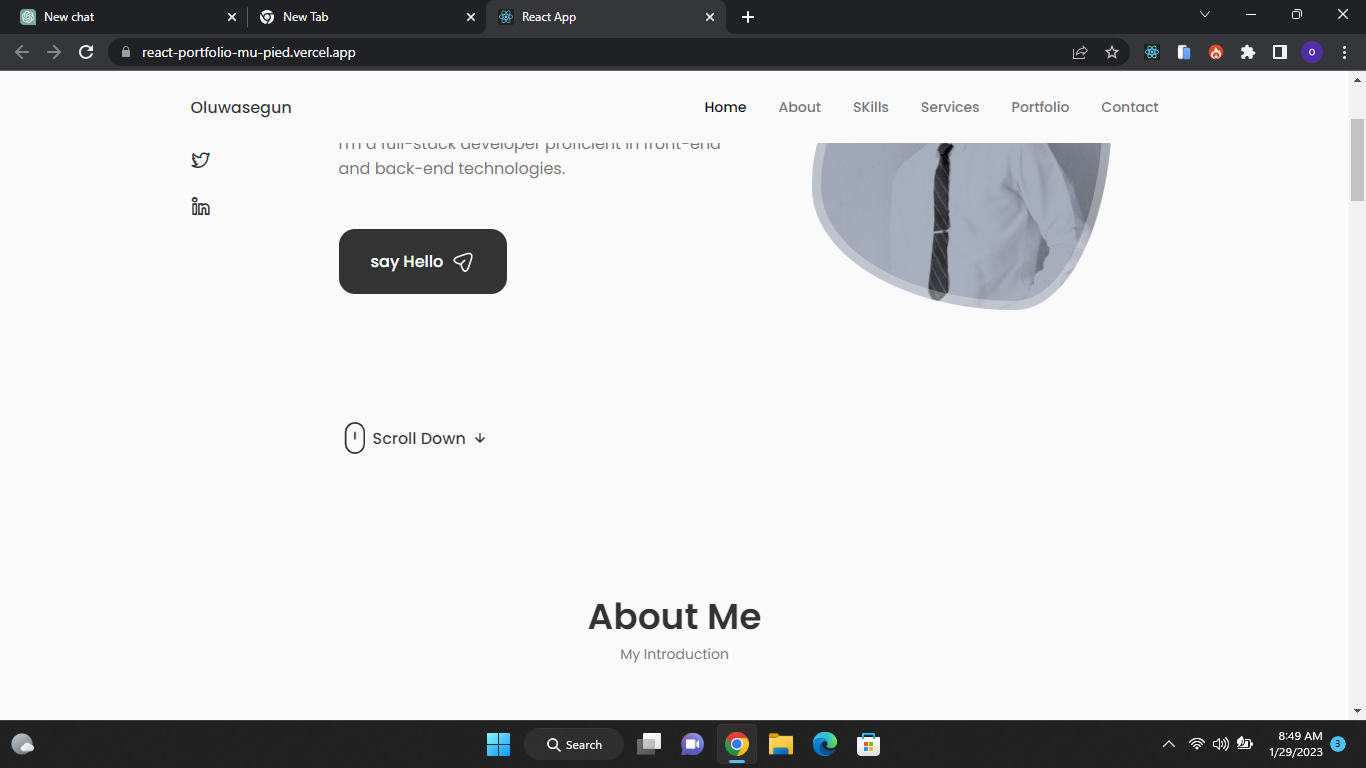 New chat
New Tab
React App
react-portfolio-mu-pied.vercel.app
O
Oluwasegun
Home
About
SKills
Services
Portfolio
Contact
I'm a full-stack developer proficient in front-end
and back-end technologies.
say Hello
Scroll Down
About Me
My Introduction
Search
8:49 AM
1/29/2023
3